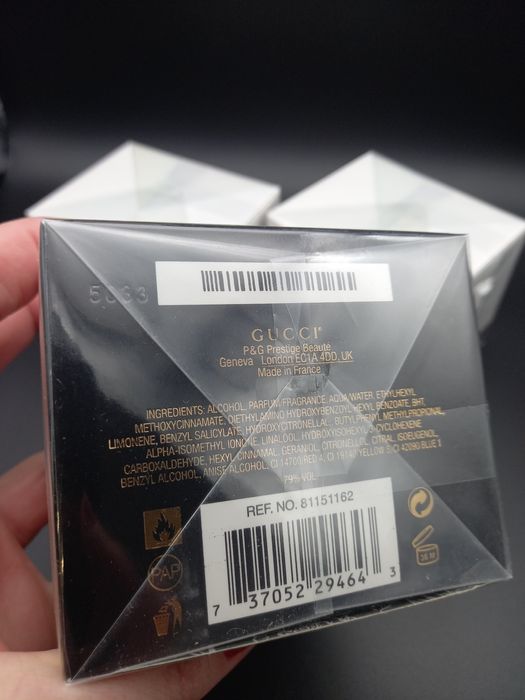 5033
GUCCI
P&G Prestige Beauté
Geneva London EC1A 4DD, UK
Made in France
INGREDIENTS: ALCOHOL, PARFUM/FRAGRANCE, AQUA/WATER, ETHYLHEXYL
METHOXYCINNAMATE, DIETHYLAMINO HYDROXYBENZOYL HEXYL BENZOATE, BHT,
LIMONENE, BENZYL SALICYLATE, HYDROXYCITRONELLAL, BUTYLPHENYL METHYLPROPIONAL,
ALPHA-ISOMETHYL IONONE, LINALOOL, HYDROXYISOHEXYL 3-CYCLOHEXENE
CARBOXALDEHYDE, HEXYL CINNAMAL, GERANIOL, CITRONELLOL, CITRAL, ISOEUGENOL,
BENZYL ALCOHOL, ANISE ALCOHOL, CI 14700/RED 4, CI 19140/YELLOW 5, CI 42090/BLUE 1
79% VOL
REF. NO. 81151162
7 37052 29464 3
PAP
36 M